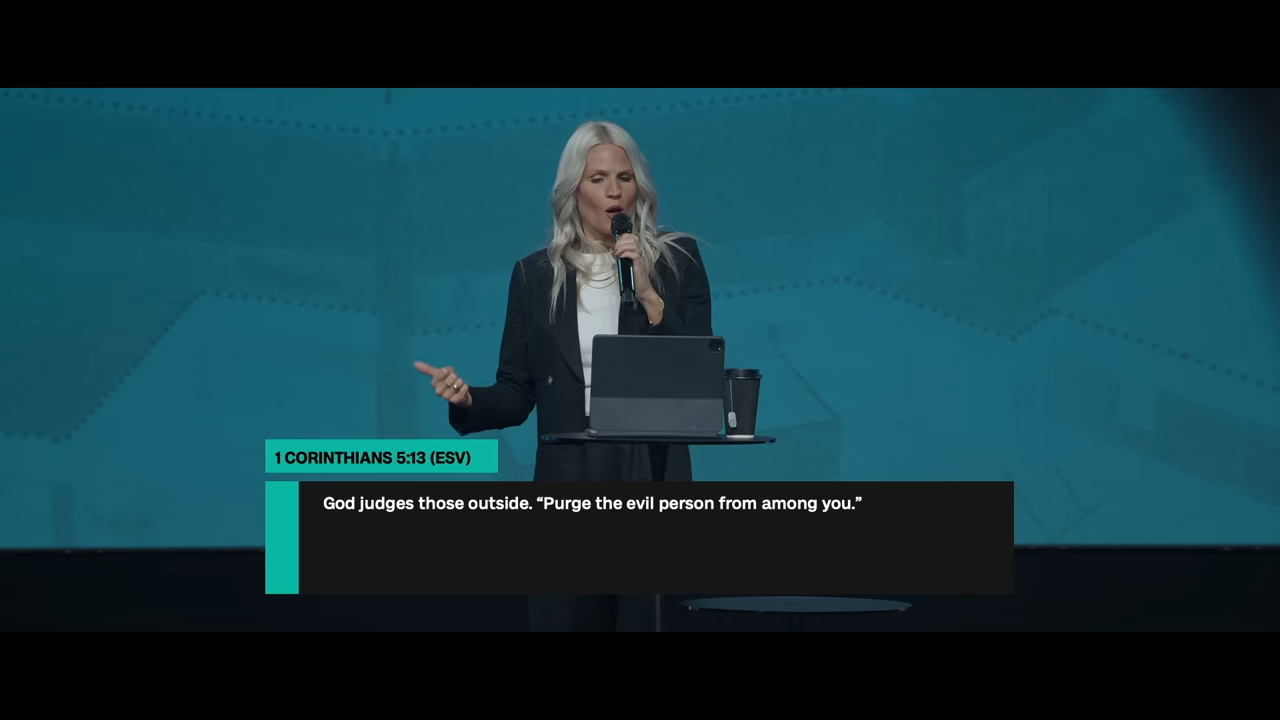 1 CORINTHIANS 5:13 (ESV)
God judges those outside. “Purge the evil person from among you.”